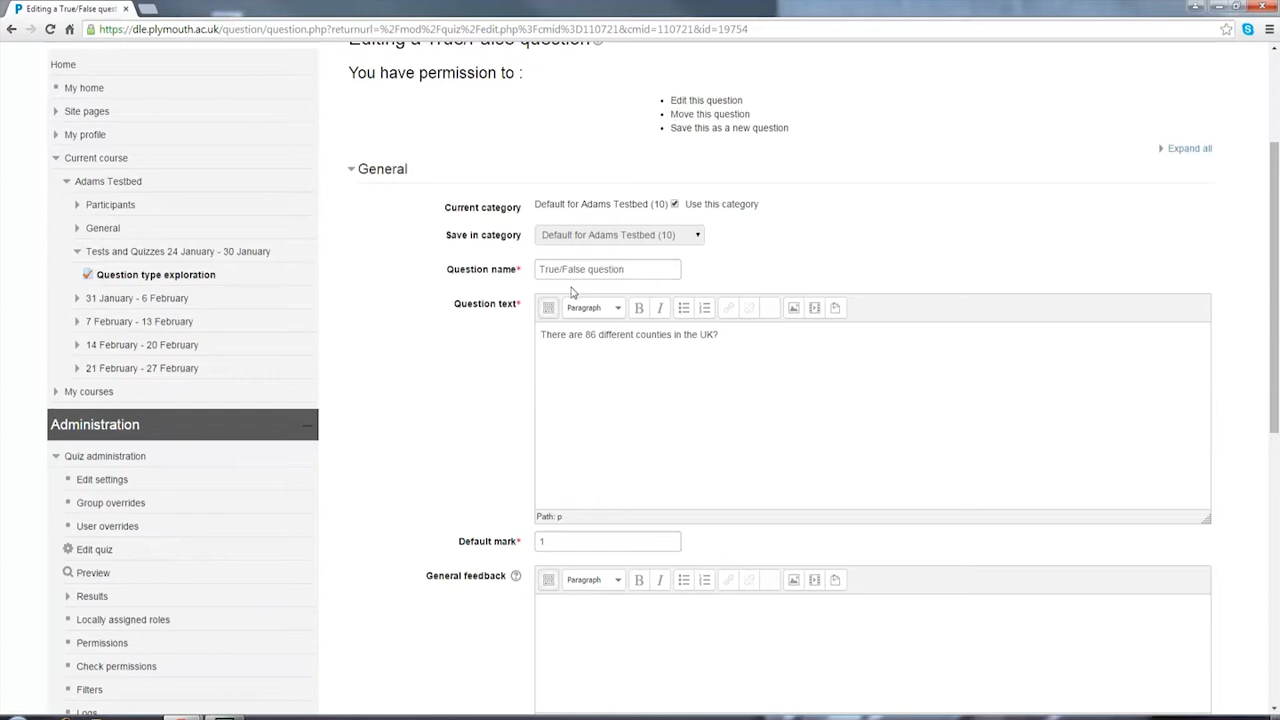 Editing a True/False quest
https://dle.plymouth.ac.uk/question/question.php?returnurl=%2Fmod%2Fquiz%2Fedit.php%3Fcmid%3D110721&cmid=110721&id=19754
Editing a True/False question
You have permission to :
Edit this question
Move this question
Save this as a new question
Expand all
Home
My home
Site pages
My profile
Current course
Adams Testbed
Participants
General
Tests and Quizzes 24 January - 30 January
Question type exploration
31 January - 6 February
7 February - 13 February
14 February - 20 February
21 February - 27 February
My courses
Administration
Quiz administration
Edit settings
Group overrides
User overrides
Edit quiz
Preview
Results
Locally assigned roles
Permissions
Check permissions
Filters
Logs
General
Current category Default for Adams Testbed (10) Use this category
Save in category Default for Adams Testbed (10)
Question name* True/False question
Question text* Paragraph B I
There are 86 different counties in the UK?
Path: p
Default mark* 1
General feedback Paragraph B I